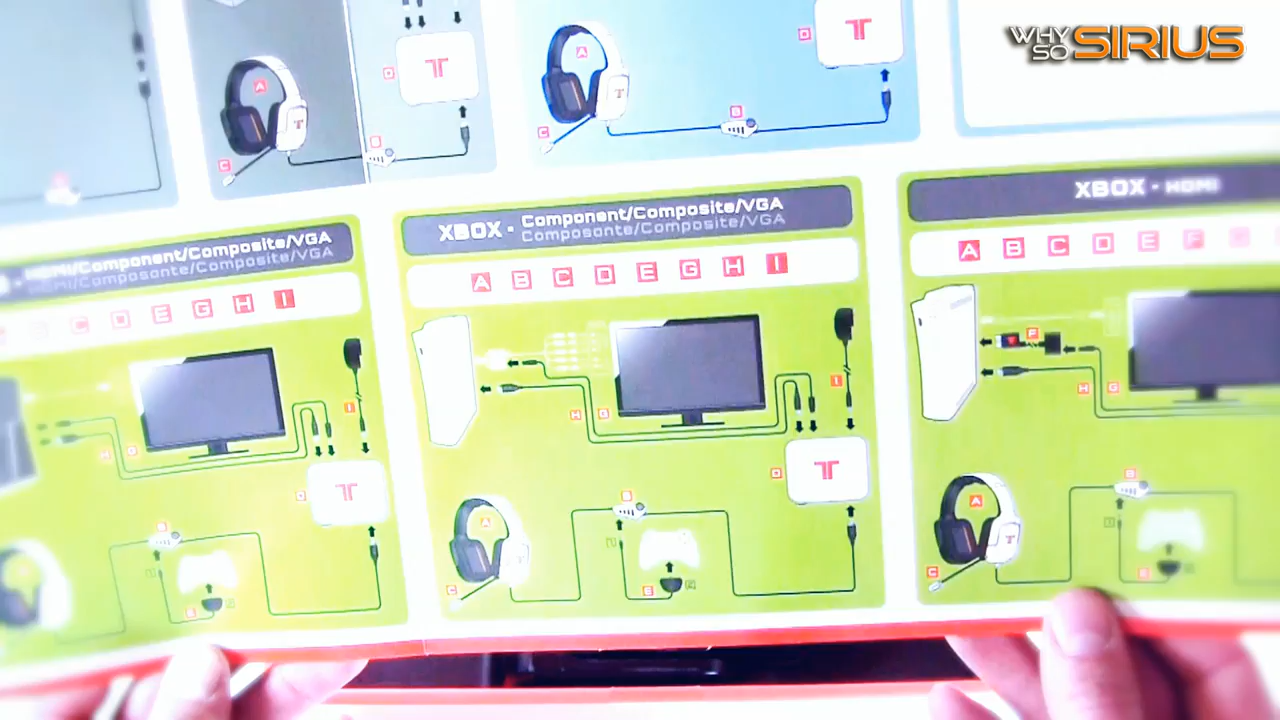 WHY SO SIRIUS
A
D
B
C
A
D
B
C
HDMI/Component/Composite/VGA
HDMI/Composante/Composite/VGA
C D E G H I
I
H G
D
B
XBOX - Component/Composite/VGA
Composante/Composite/VGA
A B C D E G H I
I
H G
D
A
B
C
B
XBOX - HDMI
A B C D E F
F
H G
A
B
C